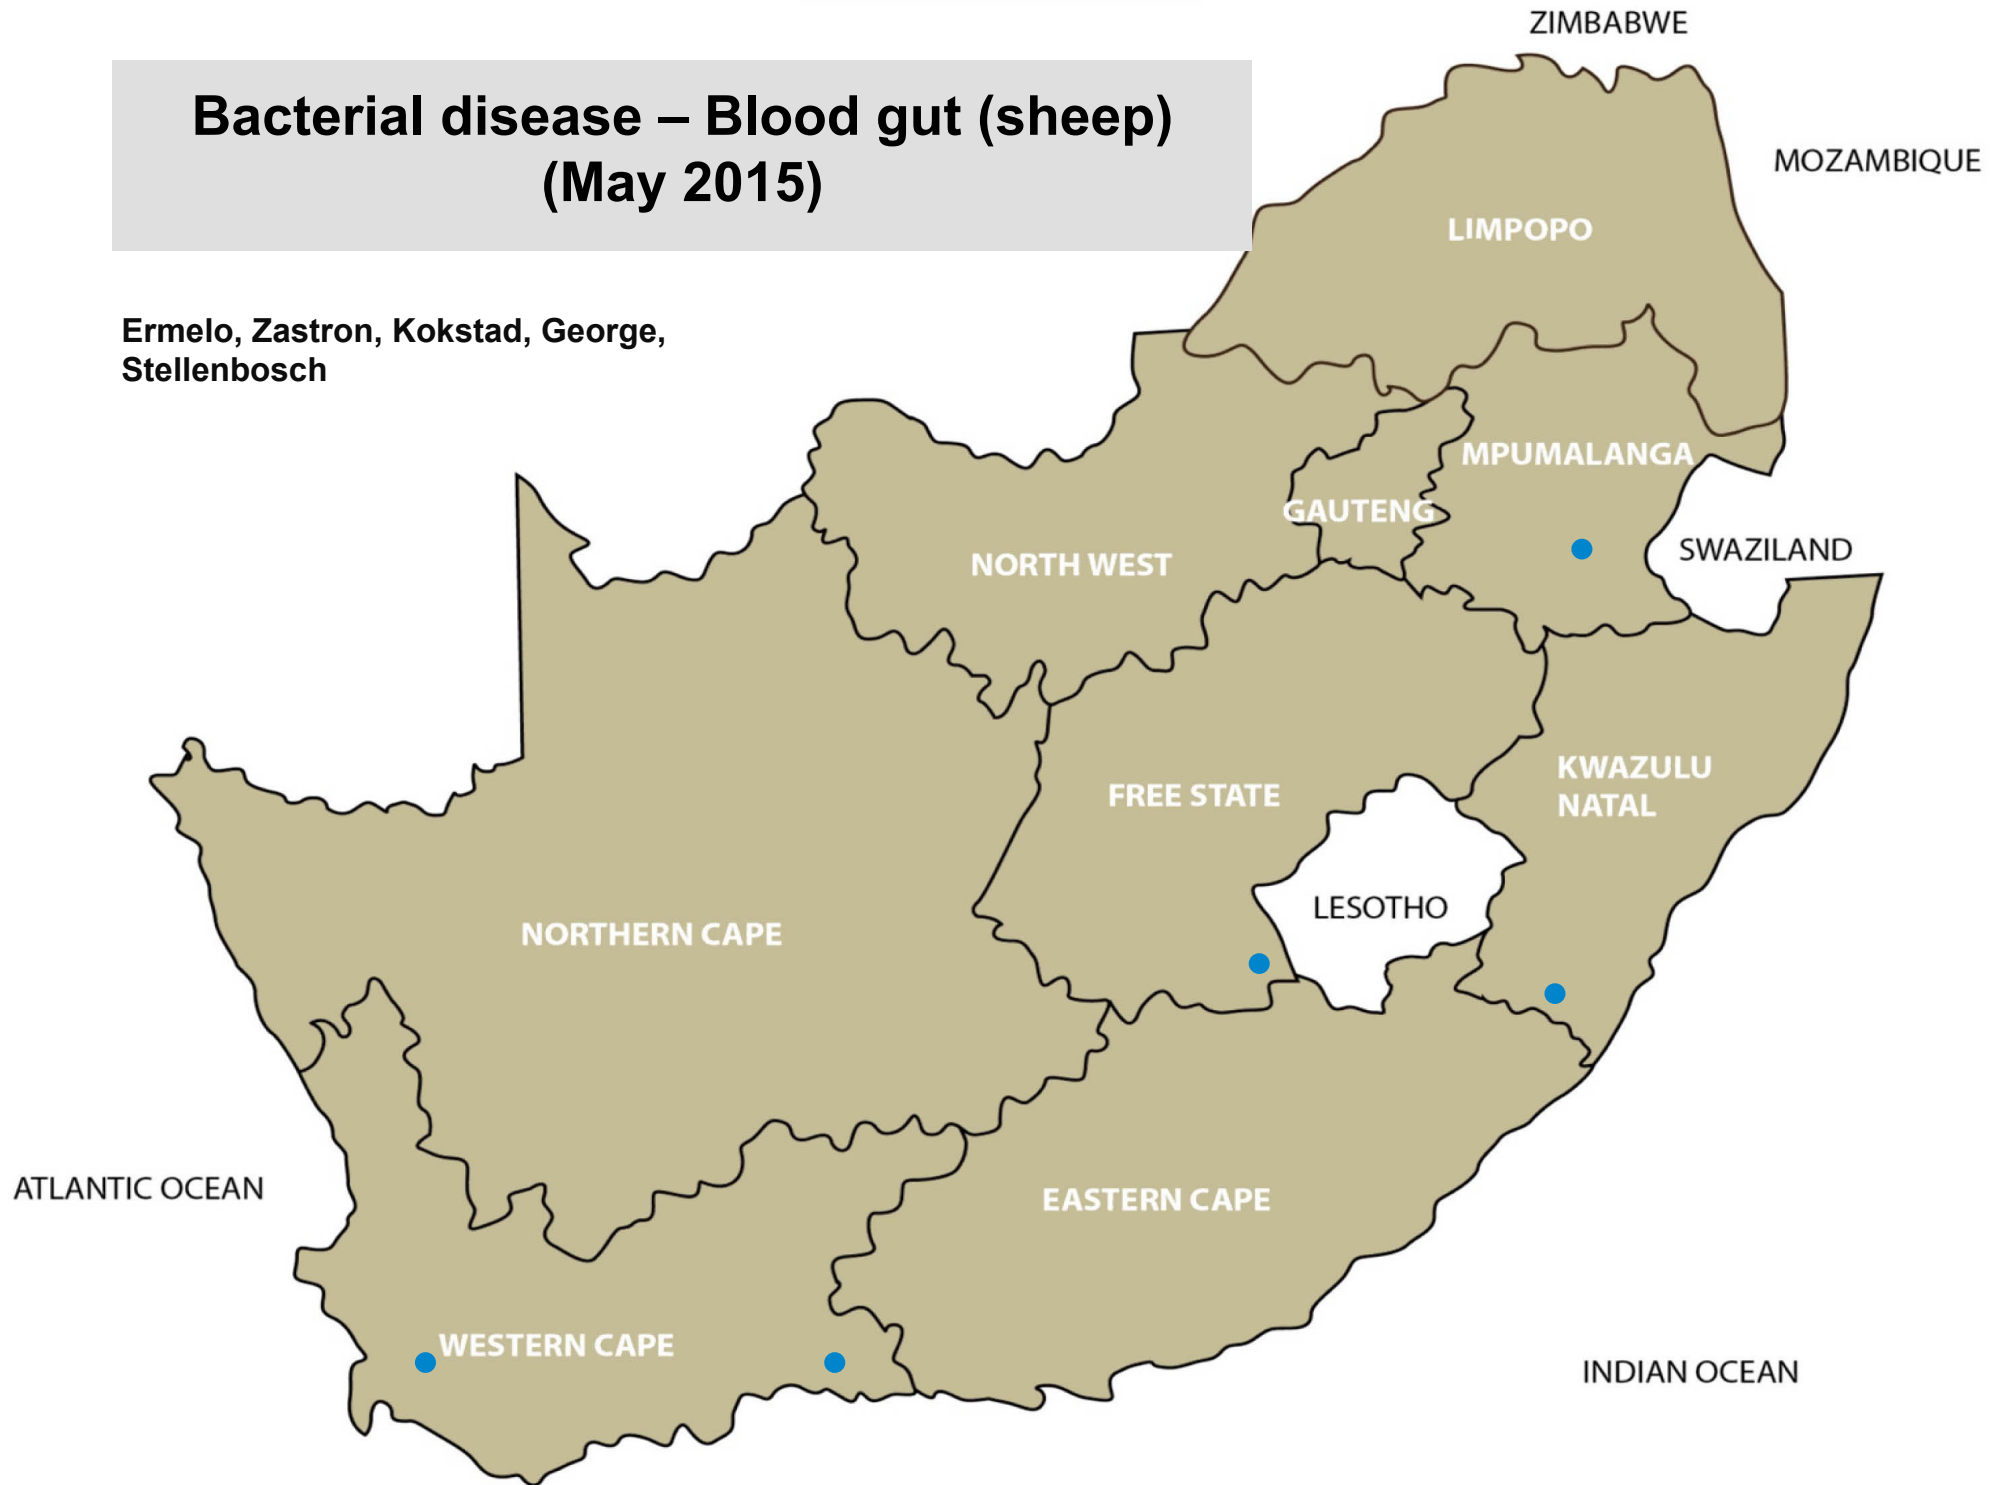 ZIMBABWE
Bacterial disease – Blood gut (sheep)
(May 2015)
MOZAMBIQUE
LIMPOPO
Ermelo, Zastron, Kokstad, George,
Stellenbosch
MPUMALANGA
GAUTENG
SWAZILAND
NORTH WEST
KWAZULU
NATAL
FREE STATE
LESOTHO
NORTHERN CAPE
ATLANTIC OCEAN
EASTERN CAPE
WESTERN CAPE
INDIAN OCEAN